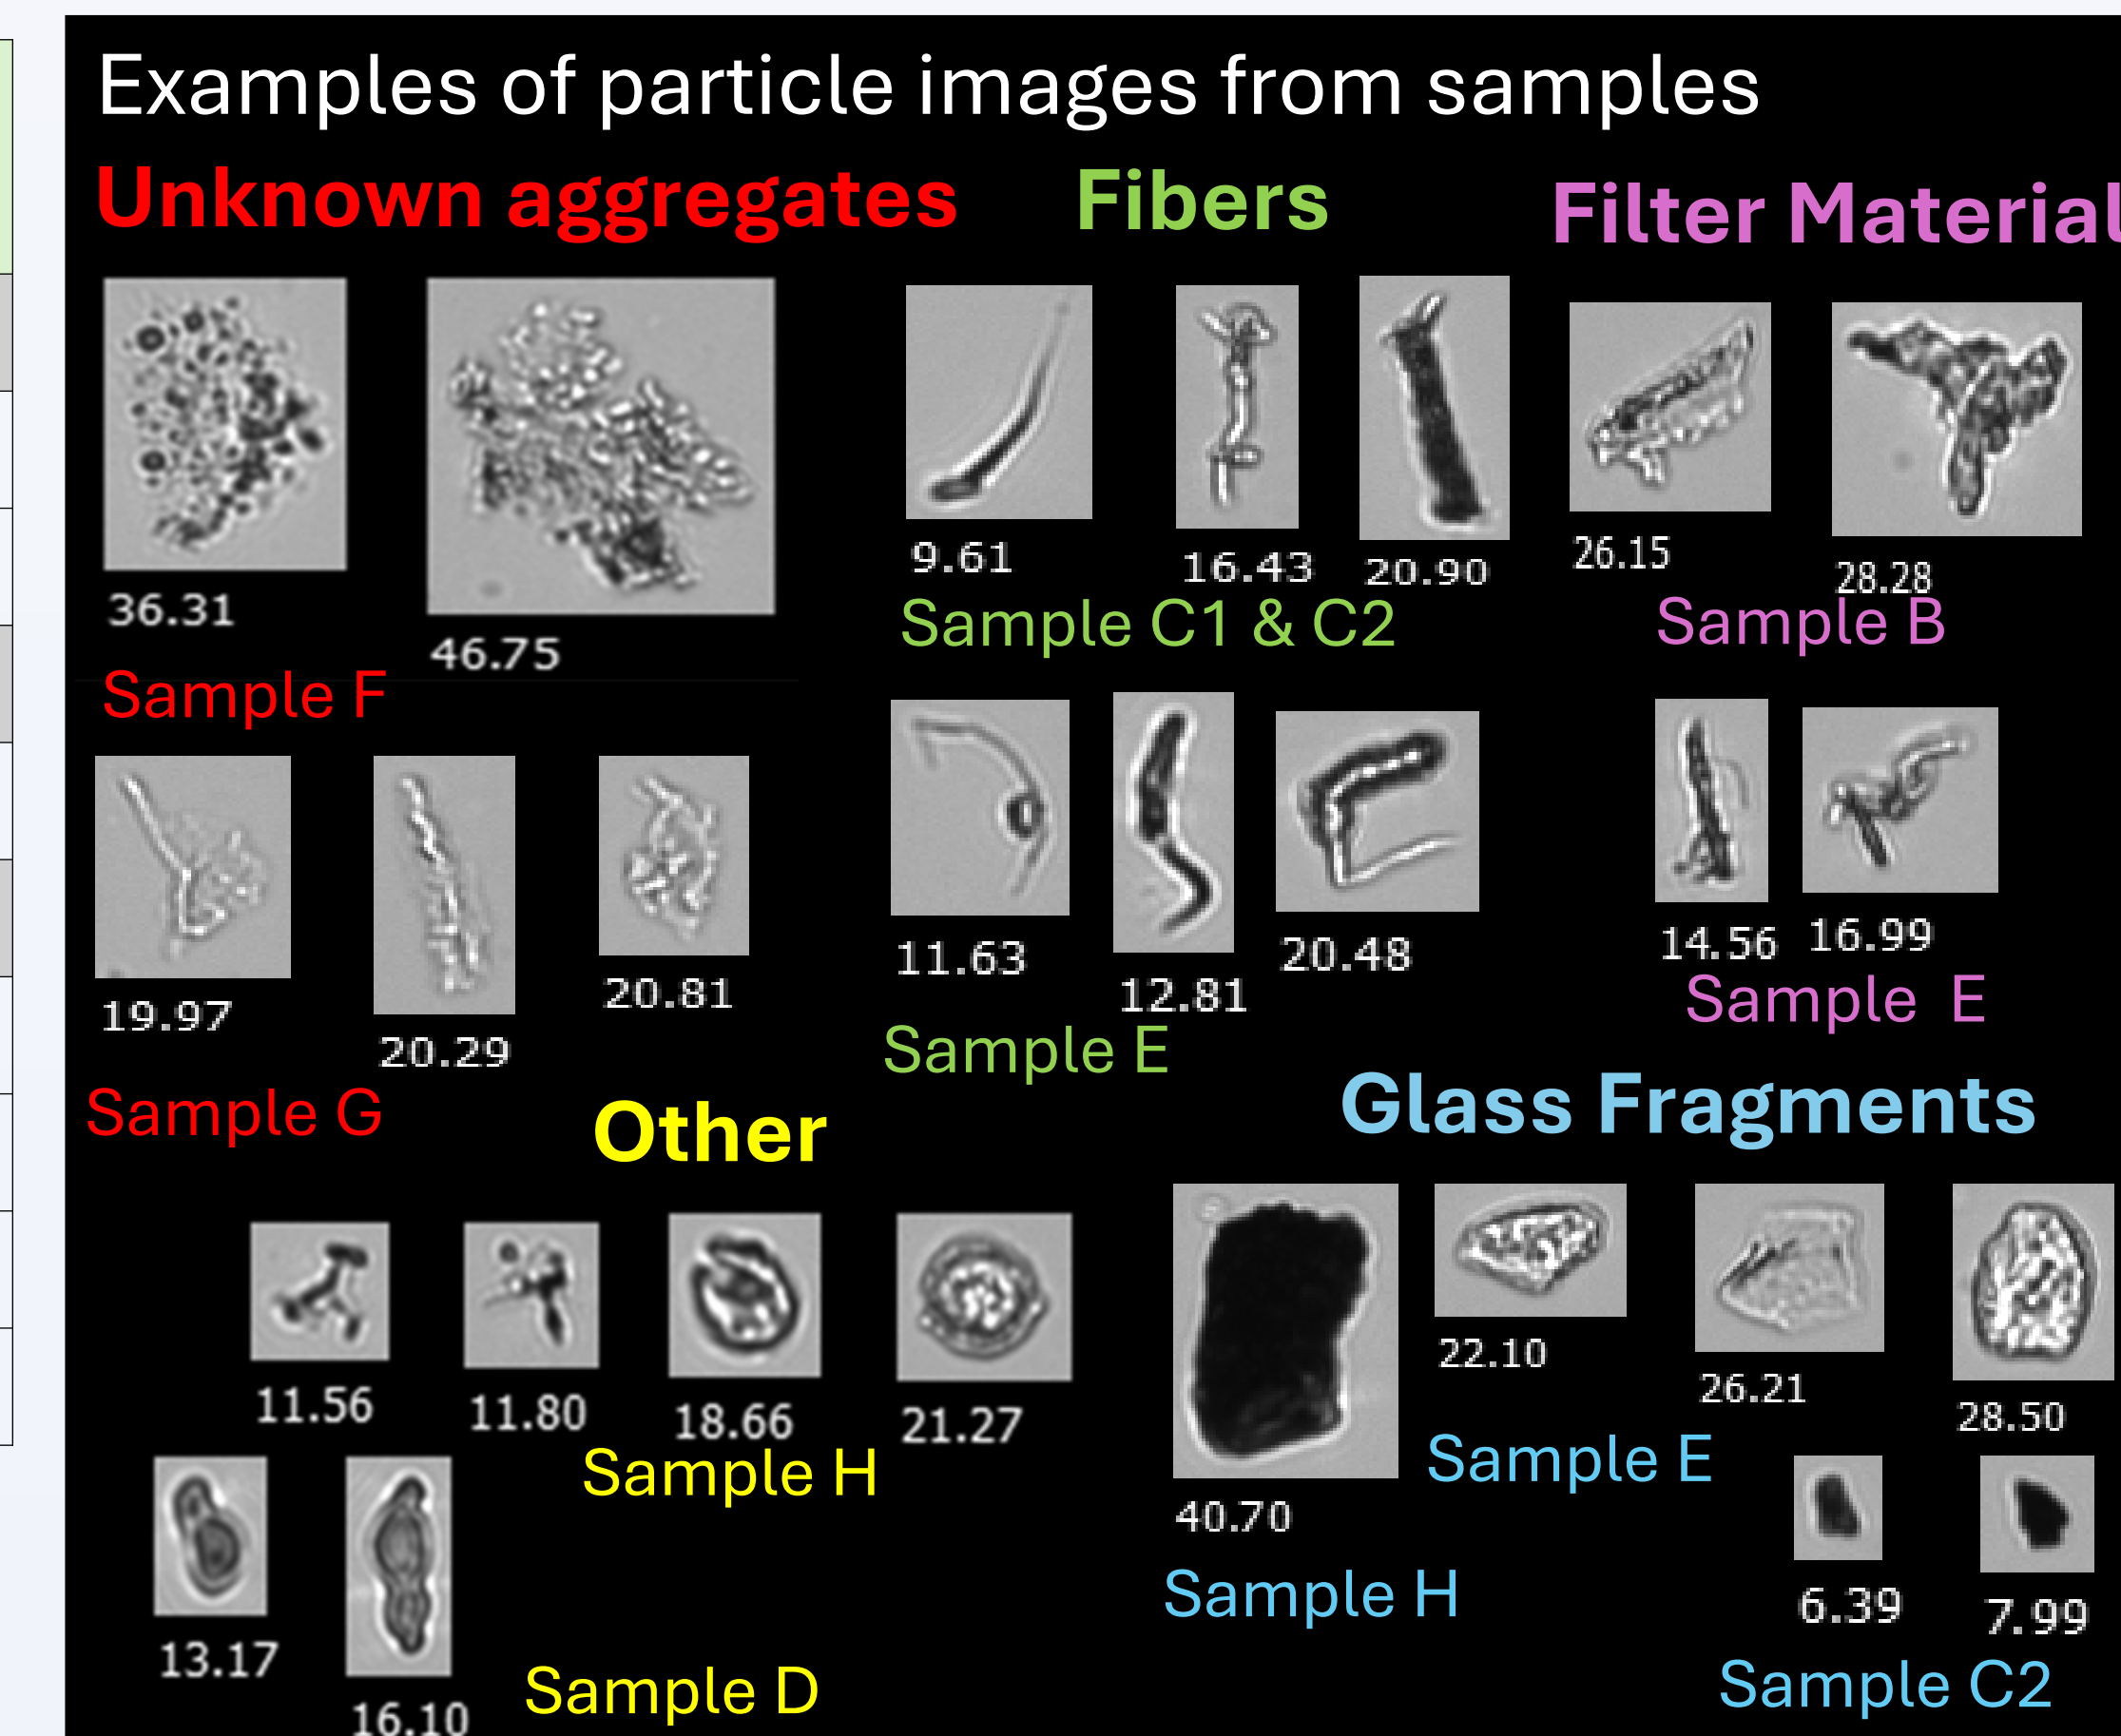 Examples of particle images from samples
Unknown aggregates
36.31
46.75
Sample F
19.97
20.29
20.81
Sample G
Fibers
9.61
16.43
20.90
Sample C1 & C2
11.63
12.81
20.48
Sample E
Filter Material
26.15
28.28
Sample B
14.56
16.99
Sample E
Other
11.56
11.80
18.66
21.27
Sample H
13.17
16.10
Sample D
Glass Fragments
40.70
Sample H
22.10
26.21
28.50
Sample E
6.39
7.99
Sample C2